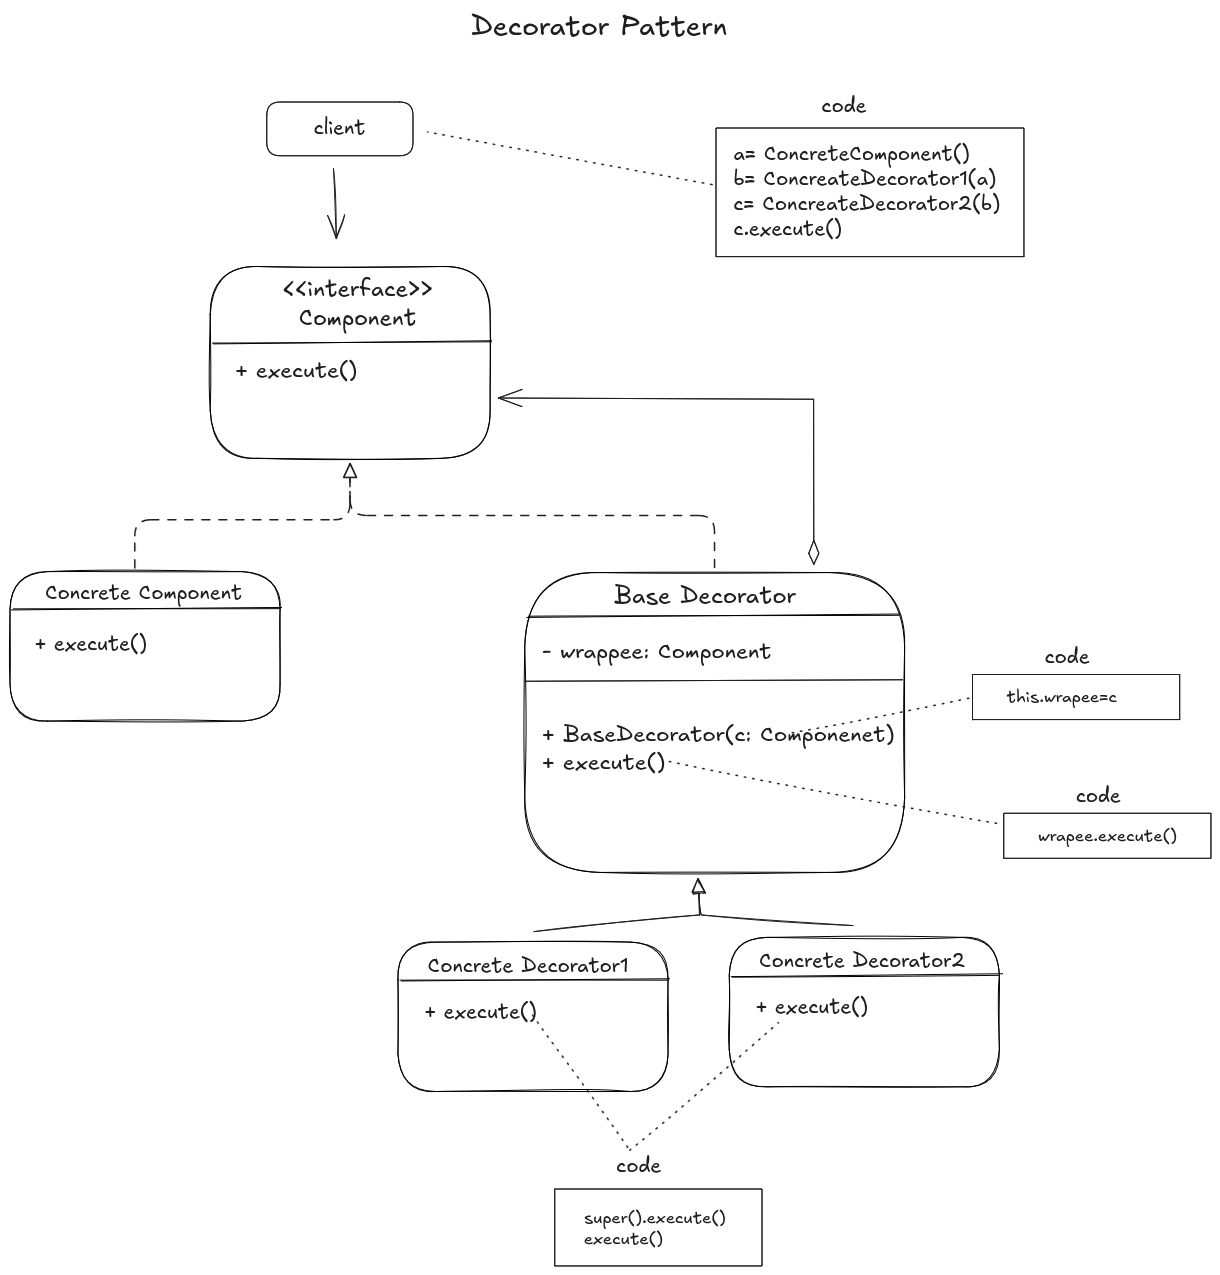 Decorator Pattern
client
code
a= ConcreteComponent()
b= ConcreateDecorator1(a)
c= ConcreateDecorator2(b)
c.execute()
<<interface>>
Component
+ execute()
Concrete Component
+ execute()
Base Decorator
- wrappee: Component
+ BaseDecorator(c: Componenet)
+ execute()
code
this.wrapee=c
code
wrapee.execute()
Concrete Decorator1
+ execute()
Concrete Decorator2
+ execute()
code
super().execute()
execute()